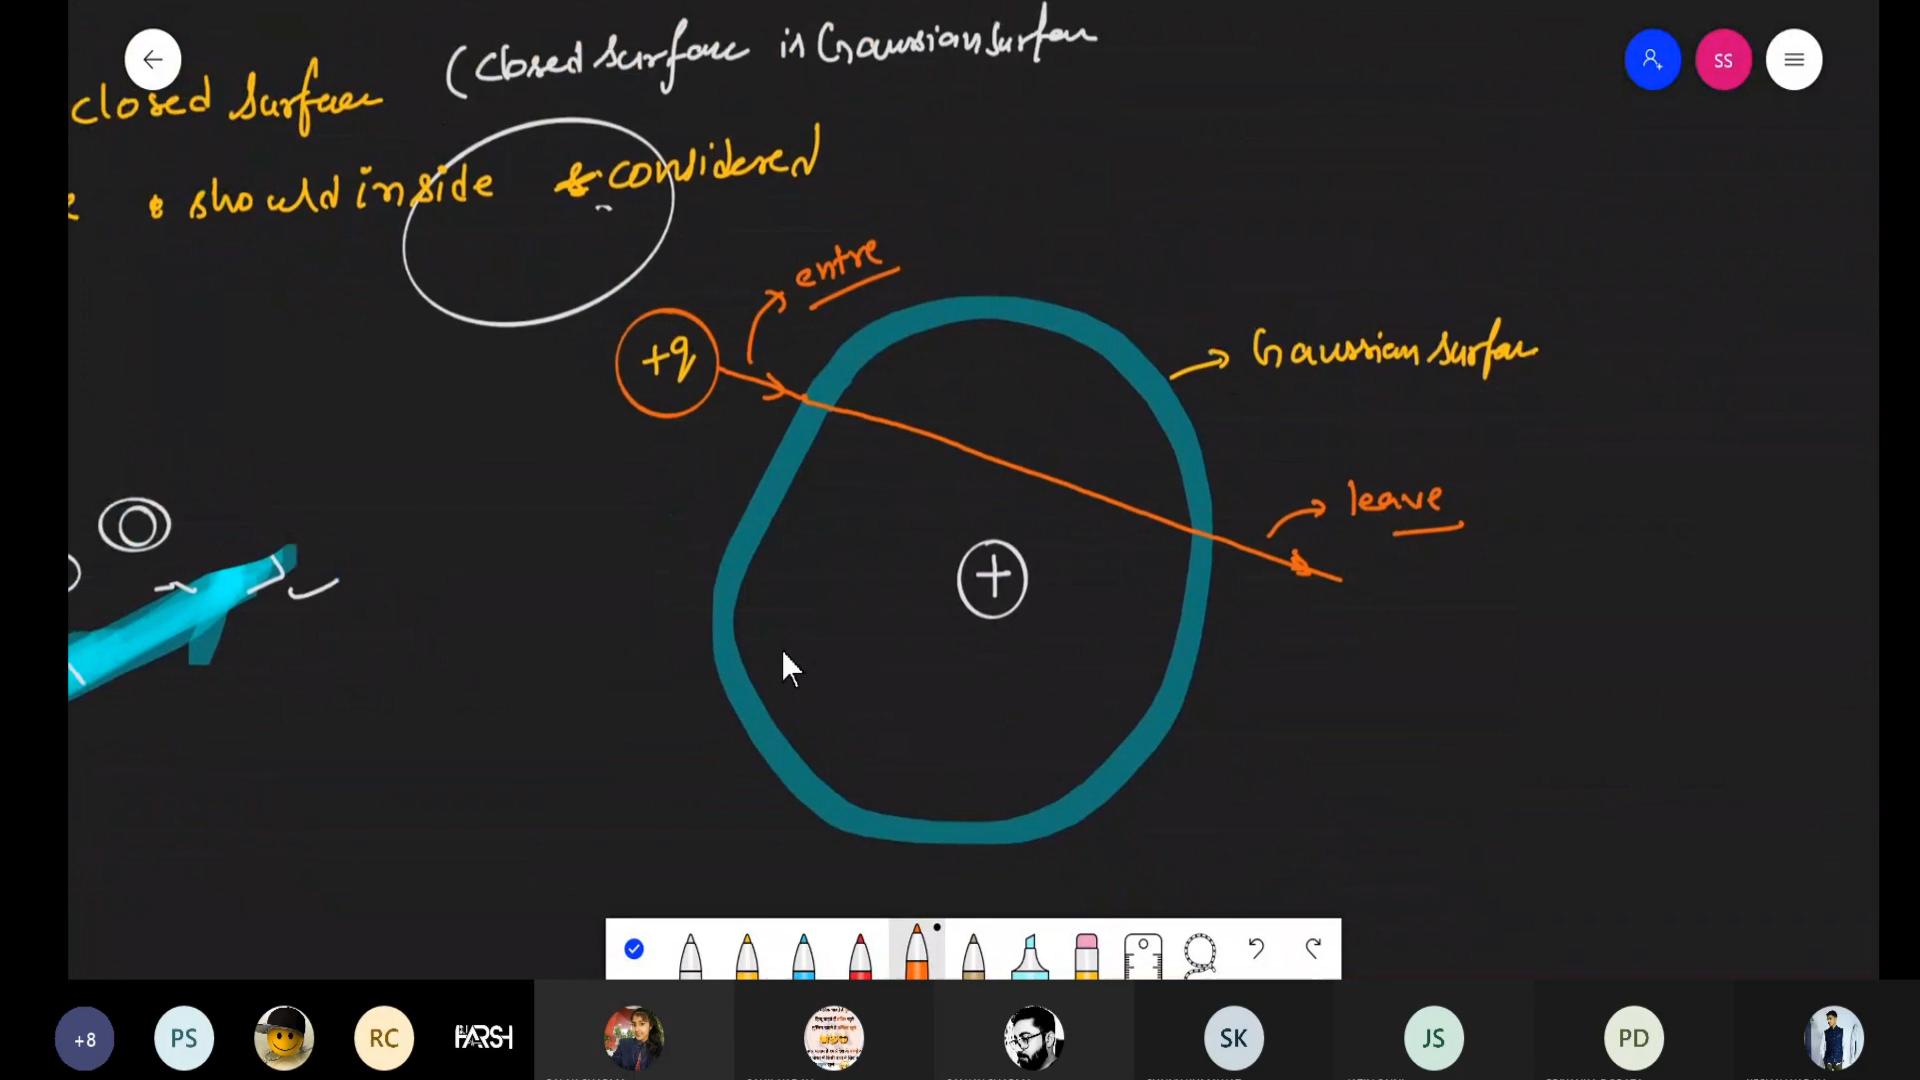 (closed surface is Gaussian surface
closed surface
should inside considered
entre
+q
Gaussian surface
leave
+
SS
+8
PS
RC
HARSH
SK
JS
PD